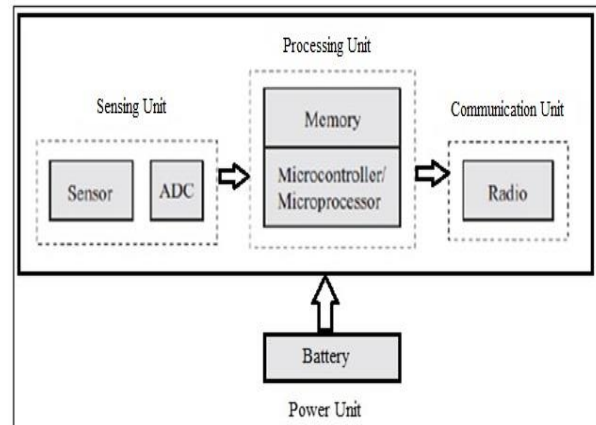 Processing Unit
Sensing Unit
Communication Unit
Memory
Sensor
ADC
Microcontroller/
Microprocessor
Radio
Battery
Power Unit